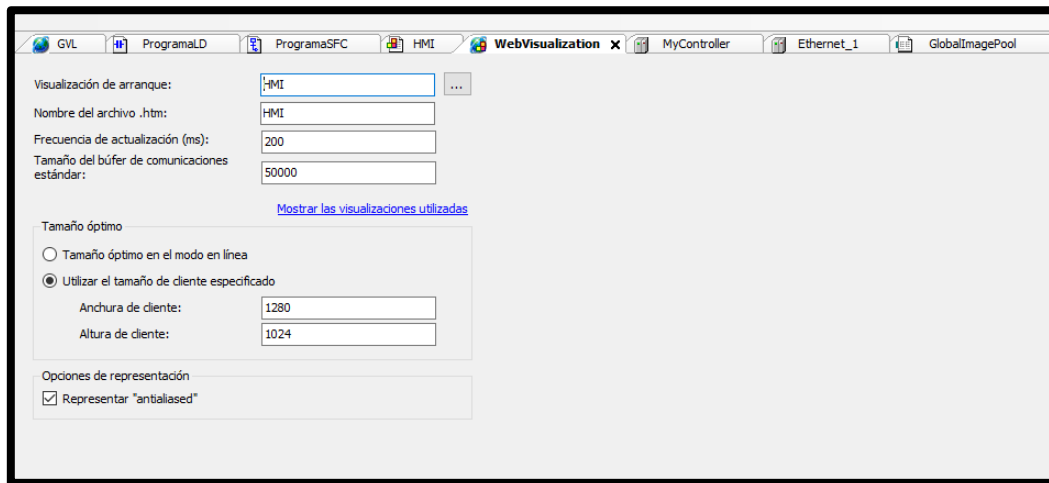 GVL ProgramaLD ProgramaSFC HMI WebVisualization X MyController Ethernet_1 GlobalImagePool
Visualización de arranque: HMI ...
Nombre del archivo .htm: HMI
Frecuencia de actualización (ms): 200
Tamaño del búfer de comunicaciones
estándar: 50000
Mostrar las visualizaciones utilizadas
Tamaño óptimo
Tamaño óptimo en el modo en línea
Utilizar el tamaño de cliente especificado
Anchura de cliente: 1280
Altura de cliente: 1024
Opciones de representación
Representar "antialiased"